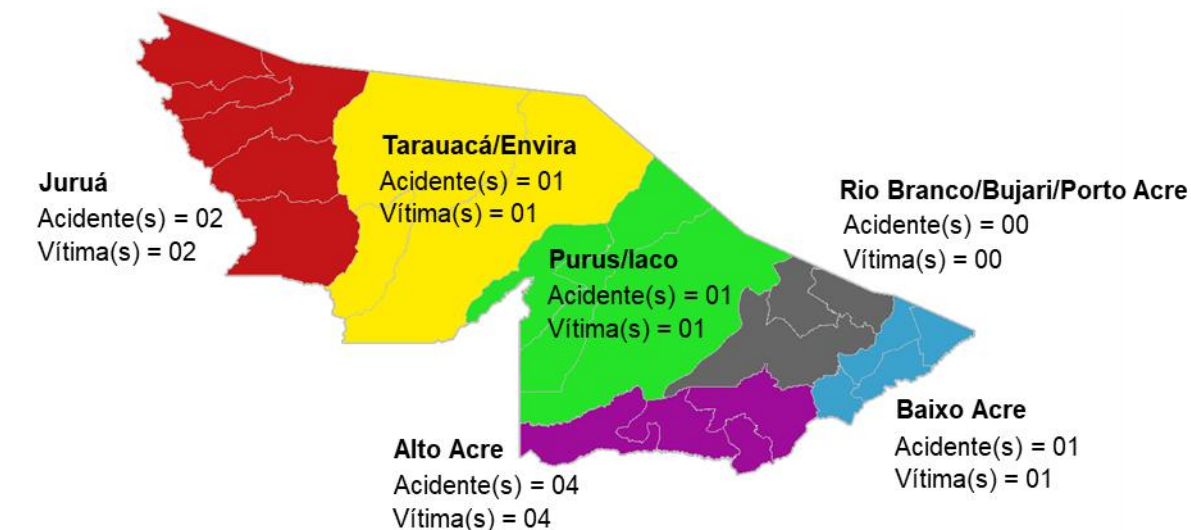 Tarauacá/Envira
Acidente(s) = 01
Vítima(s) = 01
Juruá
Acidente(s) = 02
Vítima(s) = 02
Rio Branco/Bujari/Porto Acre
Acidente(s) = 00
Vítima(s) = 00
Purus/Iaco
Acidente(s) = 01
Vítima(s) = 01
Baixo Acre
Acidente(s) = 01
Vítima(s) = 01
Alto Acre
Acidente(s) = 04
Vítima(s) = 04